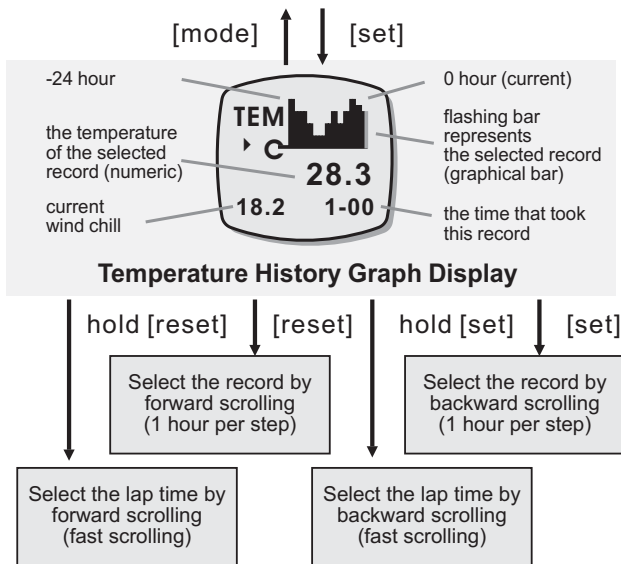 [mode] [set]
-24 hour
0 hour (current)
the temperature
of the selected
record (numeric)
flashing bar
represents
the selected record
(graphical bar)
current
wind chill
the time that took
this record
TEM
C
28.3
18.2 1-00
Temperature History Graph Display
hold [reset] [reset] hold [set] [set]
Select the record by
forward scrolling
(1 hour per step)
Select the record by
backward scrolling
(1 hour per step)
Select the lap time by
forward scrolling
(fast scrolling)
Select the lap time by
backward scrolling
(fast scrolling)